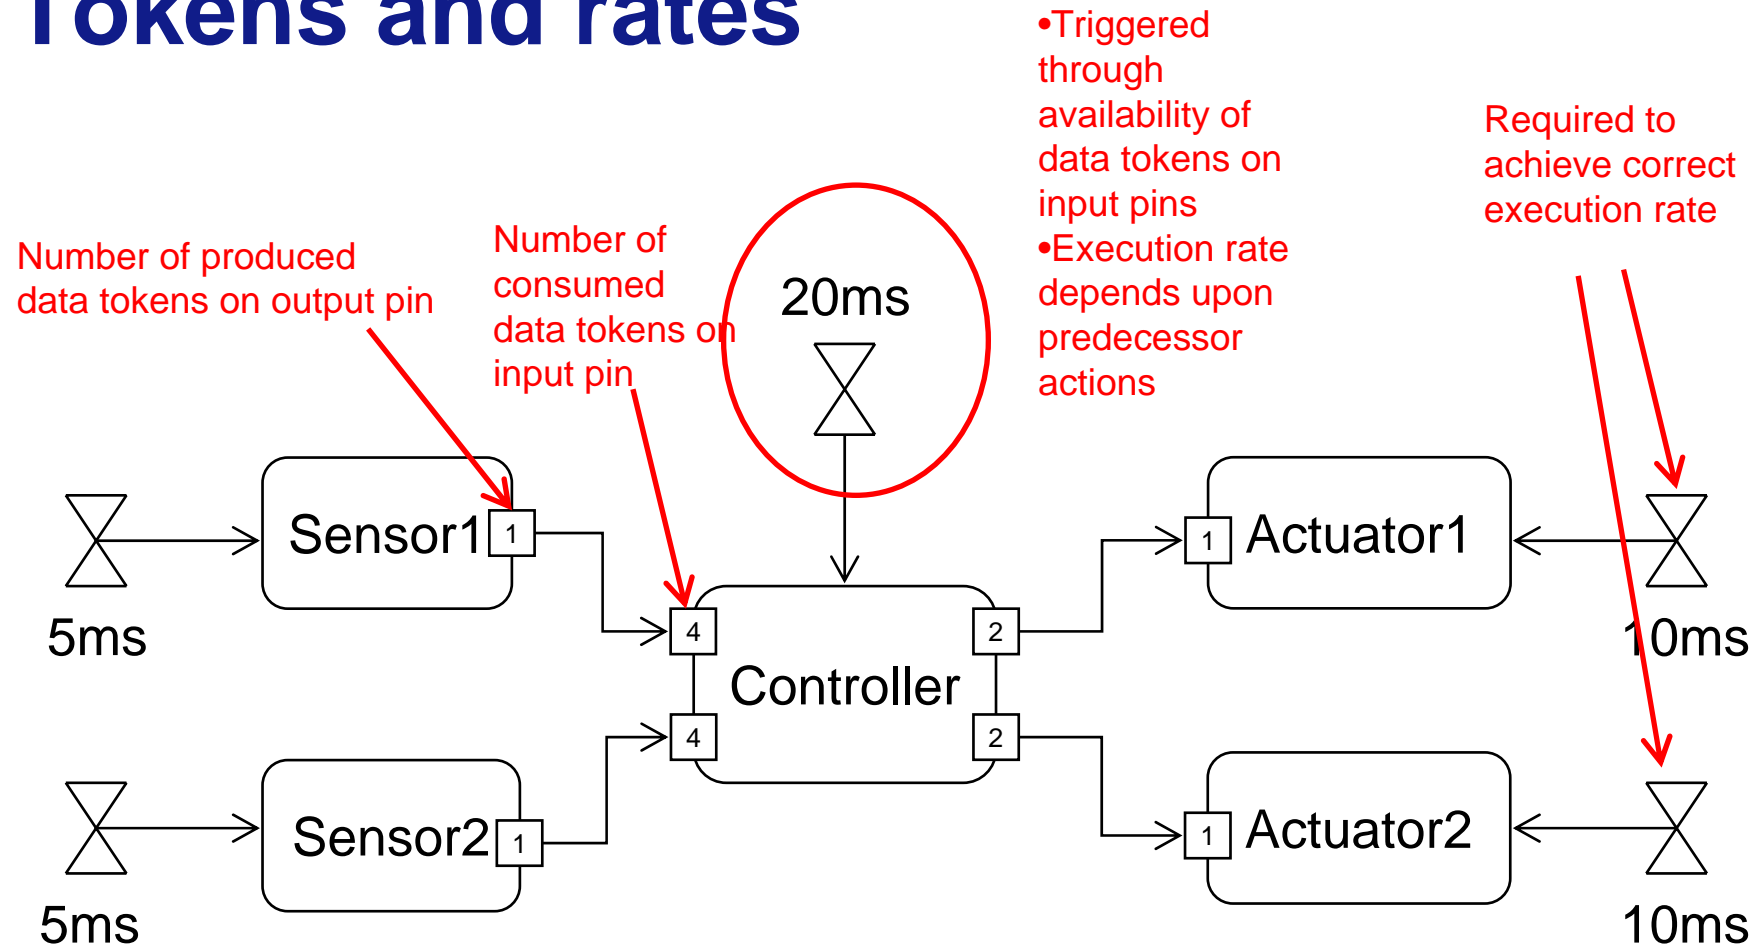 Tokens and rates
•Triggered
through
availability of
data tokens on
input pins
•Execution rate
depends upon
predecessor
actions
Required to
achieve correct
execution rate
Number of produced
data tokens on output pin
Number of
consumed
data tokens on
input pin
20ms
Sensor1
1
5ms
4
2
Controller
4
2
1
Actuator1
10ms
Sensor2
1
5ms
1
Actuator2
10ms